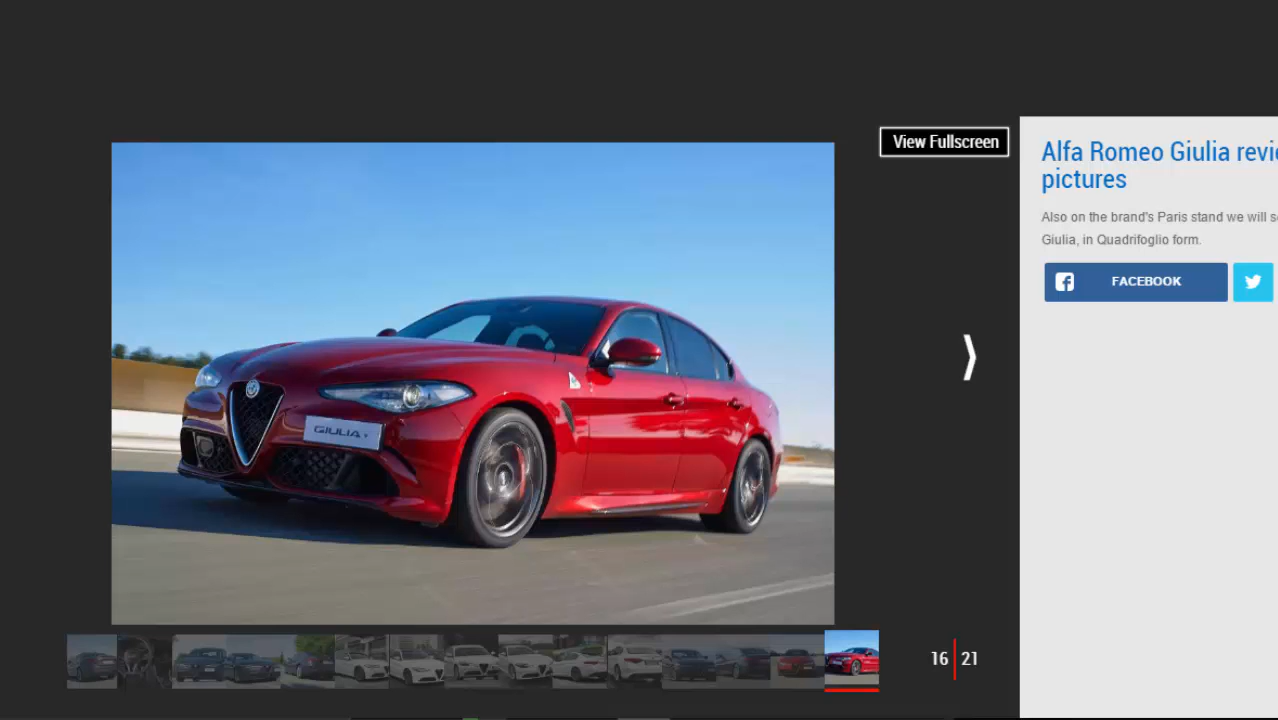 View Fullscreen
Alfa Romeo Giulia
pictures
Also on the brand's Paris stand we will
Giulia, in Quadrifoglio form.
FACEBOOK
GIULIA
16 21